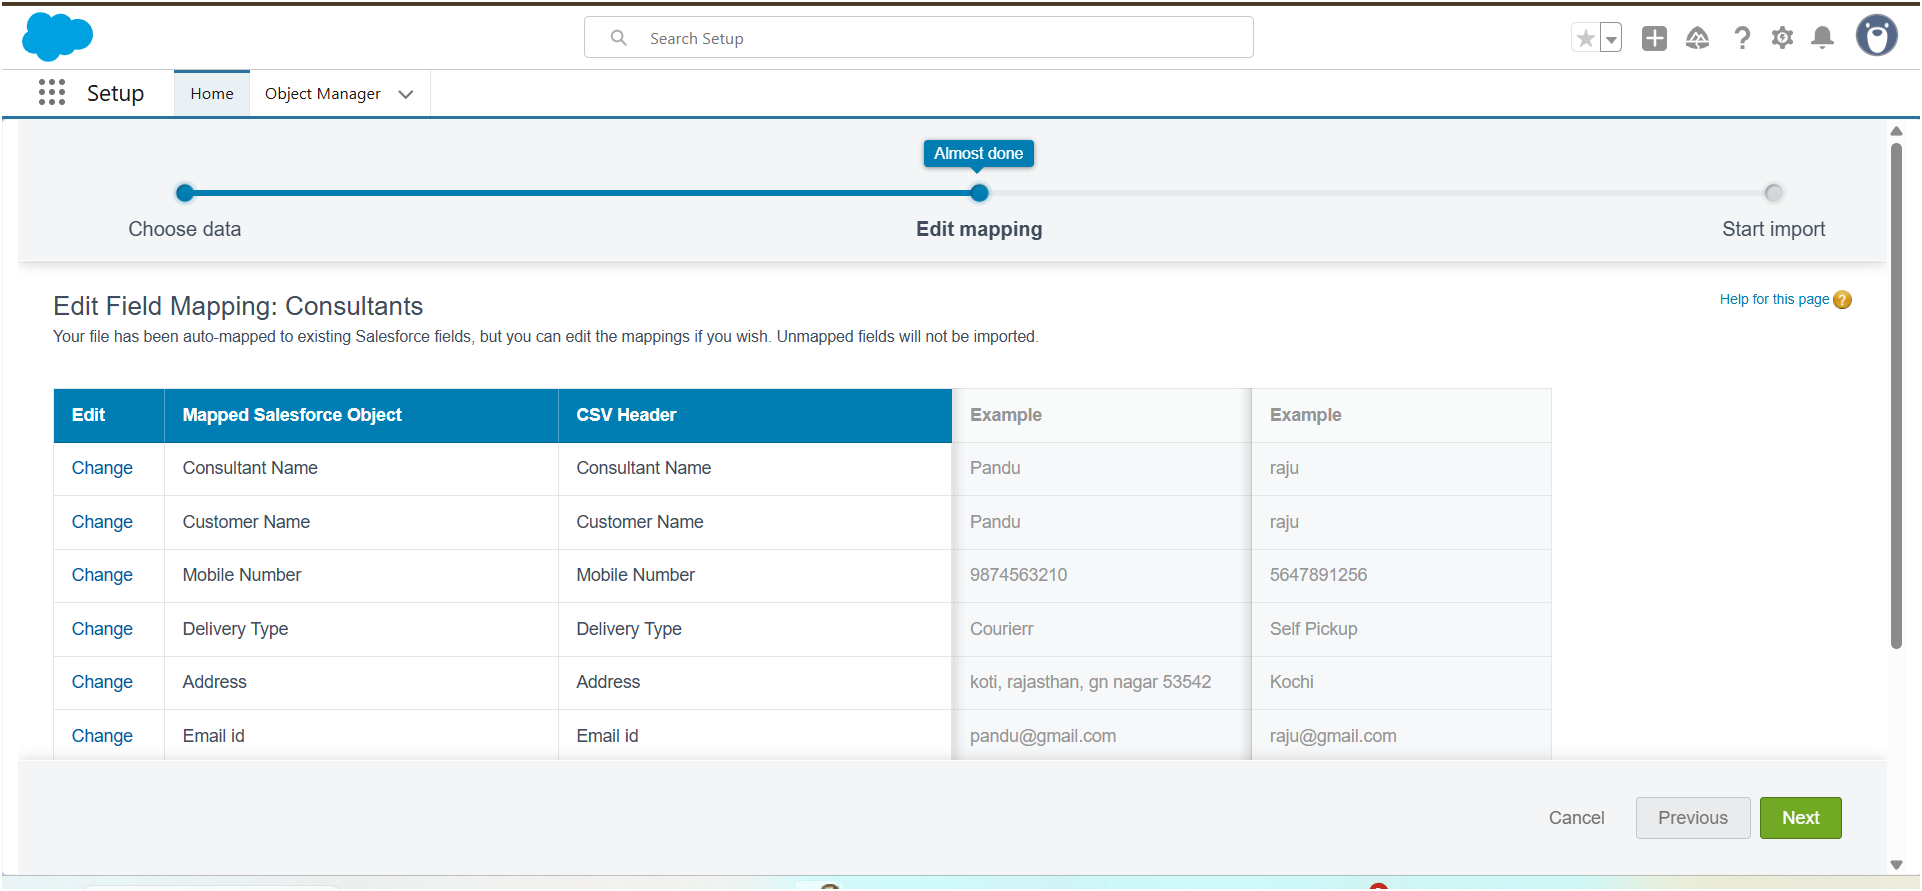 Search Setup
Setup
Home
Object Manager
Almost done
Choose data
Edit mapping
Start import
Edit Field Mapping: Consultants
Help for this page
Your file has been auto-mapped to existing Salesforce fields, but you can edit the mappings if you wish. Unmapped fields will not be imported.
Edit Mapped Salesforce Object CSV Header Example Example
Change Consultant Name Consultant Name Pandu raju
Change Customer Name Customer Name Pandu raju
Change Mobile Number Mobile Number 9874563210 5647891256
Change Delivery Type Delivery Type Courierr Self Pickup
Change Address Address koti, rajasthan, gn nagar 53542 Kochi
Change Email id Email id pandu@gmail.com raju@gmail.com
Cancel Previous Next